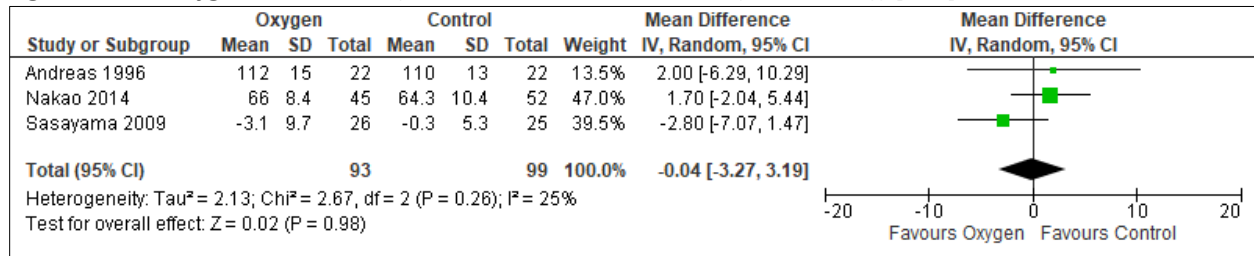 Oxygen Control Mean Difference Mean Difference
Study or Subgroup Mean SD Total Mean SD Total Weight IV, Random, 95% CI IV, Random, 95% CI
Andreas 1996 112 15 22 110 13 22 13.5% 2.00 [-6.29, 10.29]
Nakao 2014 66 8.4 45 64.3 10.4 52 47.0% 1.70 [-2.04, 5.44]
Sasayama 2009 -3.1 9.7 26 -0.3 5.3 25 39.5% -2.80 [-7.07, 1.47]
Total (95% CI) 93 99 100.0% -0.04 [-3.27, 3.19]
Heterogeneity: Tau² = 2.13; Chi² = 2.67, df = 2 (P = 0.26); I² = 25%
Test for overall effect: Z = 0.02 (P = 0.98)
-20 -10 0 10 20
Favours Oxygen Favours Control